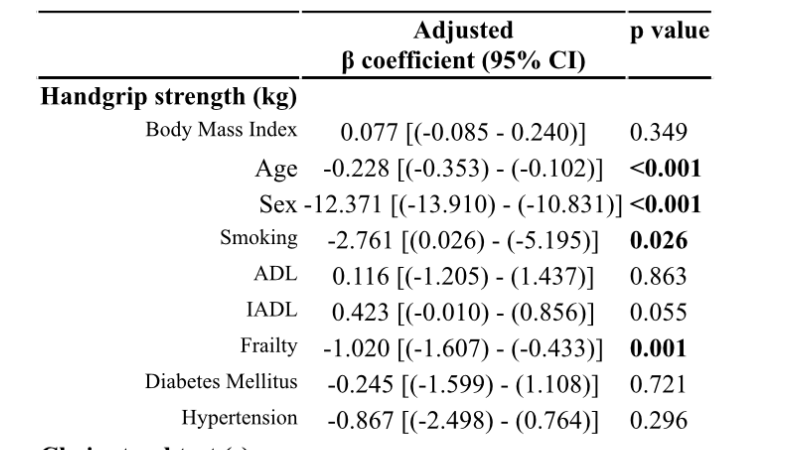 Adjusted
β coefficient (95% CI) p value
Handgrip strength (kg)
Body Mass Index 0.077 [(-0.085 - 0.240)] 0.349
Age -0.228 [(-0.353) - (-0.102)] <0.001
Sex -12.371 [(-13.910) - (-10.831)] <0.001
Smoking -2.761 [(0.026) - (-5.195)] 0.026
ADL 0.116 [(-1.205) - (1.437)] 0.863
IADL 0.423 [(-0.010) - (0.856)] 0.055
Frailty -1.020 [(-1.607) - (-0.433)] 0.001
Diabetes Mellitus -0.245 [(-1.599) - (1.108)] 0.721
Hypertension -0.867 [(-2.498) - (0.764)] 0.296